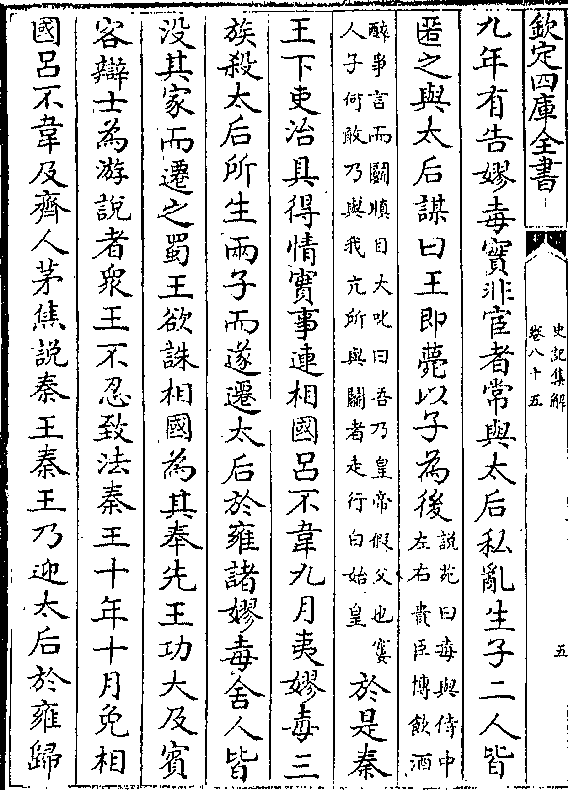 欽定四庫全書
史記集解
卷八十五
五
九年有告嫪毐實非宦者常與太后私亂生子二人皆
匿之與太后謀曰王即薨以子為後
說苑曰毐與侍中
左右貴臣博飲酒
醉爭言而鬭瞋目大叱曰吾乃皇帝假父也窶
人子何敢乃與我亢所與鬭者走行白始皇
於是秦
王下吏治具得情實事連相國呂不韋九月夷嫪毐三
族殺太后所生兩子而遂遷太后於雍諸嫪毐舍人皆
没其家而遷之蜀王欲誅相國為其奉先王功大及賓
客辯士為游說者衆王不忍致法秦王十年十月免相
國呂不韋及齊人茅焦說秦王秦王乃迎太后於雍歸